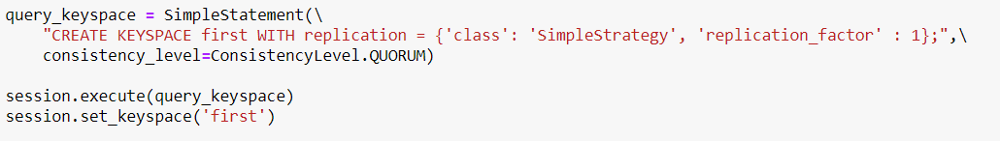 query_keyspace = SimpleStatement(\
"CREATE KEYSPACE first WITH replication = {'class': 'SimpleStrategy', 'replication_factor' : 1};",\
consistency_level=ConsistencyLevel.QUORUM)
session.execute(query_keyspace)
session.set_keyspace('first')